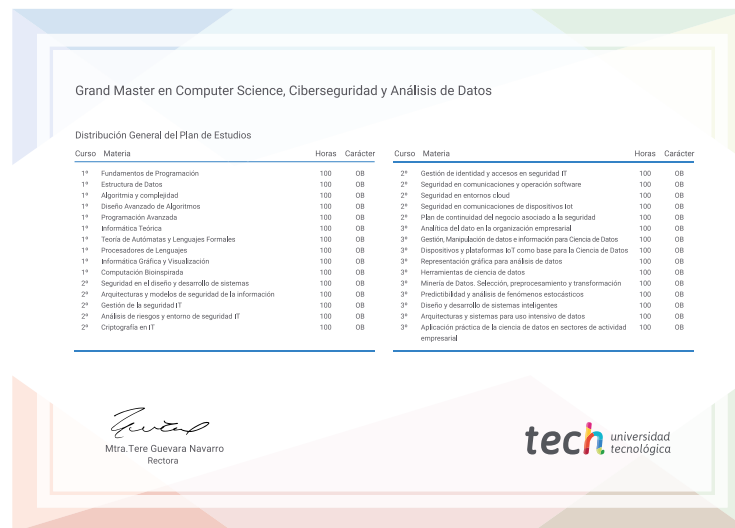 Grand Master en Computer Science, Ciberseguridad y Análisis de Datos
Distribución General del Plan de Estudios
Curso Materia Horas Carácter
1º Fundamentos de Programación 100 OB
1º Estructura de Datos 100 OB
1º Algoritmia y complejidad 100 OB
1º Diseño Avanzado de Algoritmos 100 OB
1º Programación Avanzada 100 OB
1º Informática Teórica 100 OB
1º Teoría de Autómatas y Lenguajes Formales 100 OB
1º Procesadores de Lenguajes 100 OB
1º Informática Gráfica y Visualización 100 OB
1º Computación Bioinspirada 100 OB
2º Seguridad en el diseño y desarrollo de sistemas 100 OB
2º Arquitecturas y modelos de seguridad de la información 100 OB
2º Gestión de la seguridad IT 100 OB
2º Análisis de riesgos y entorno de seguridad IT 100 OB
2º Criptografía en IT 100 OB
Curso Materia Horas Carácter
2º Gestión de identidad y accesos en seguridad IT 100 OB
2º Seguridad en comunicaciones y operación software 100 OB
2º Seguridad en entornos cloud 100 OB
2º Seguridad en comunicaciones de dispositivos Iot 100 OB
2º Plan de continuidad del negocio asociado a la seguridad 100 OB
3º Analítica del dato en la organización empresarial 100 OB
3º Gestión, Manipulación de datos e información para Ciencia de Datos 100 OB
3º Dispositivos y plataformas IoT como base para la Ciencia de Datos 100 OB
3º Representación gráfica para análisis de datos 100 OB
3º Herramientas de ciencia de datos 100 OB
3º Minería de Datos. Selección, preprocesamiento y transformación 100 OB
3º Predictibilidad y análisis de fenómenos estocásticos 100 OB
3º Diseño y desarrollo de sistemas inteligentes 100 OB
3º Arquitecturas y sistemas para uso intensivo de datos 100 OB
3º Aplicación práctica de la ciencia de datos en sectores de actividad 100 OB
empresarial
Mtra.Tere Guevara Navarro
Rectora
tech universidad
tecnológica